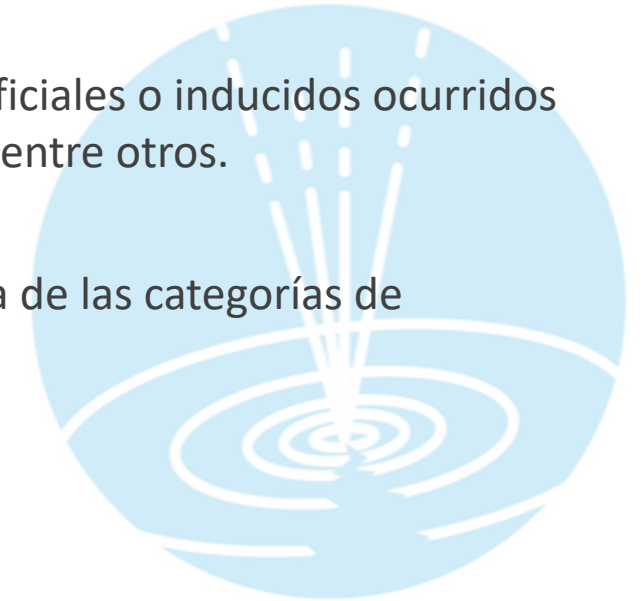 ficiales o inducidos ocurridos
entre otros.
a de las categorías de